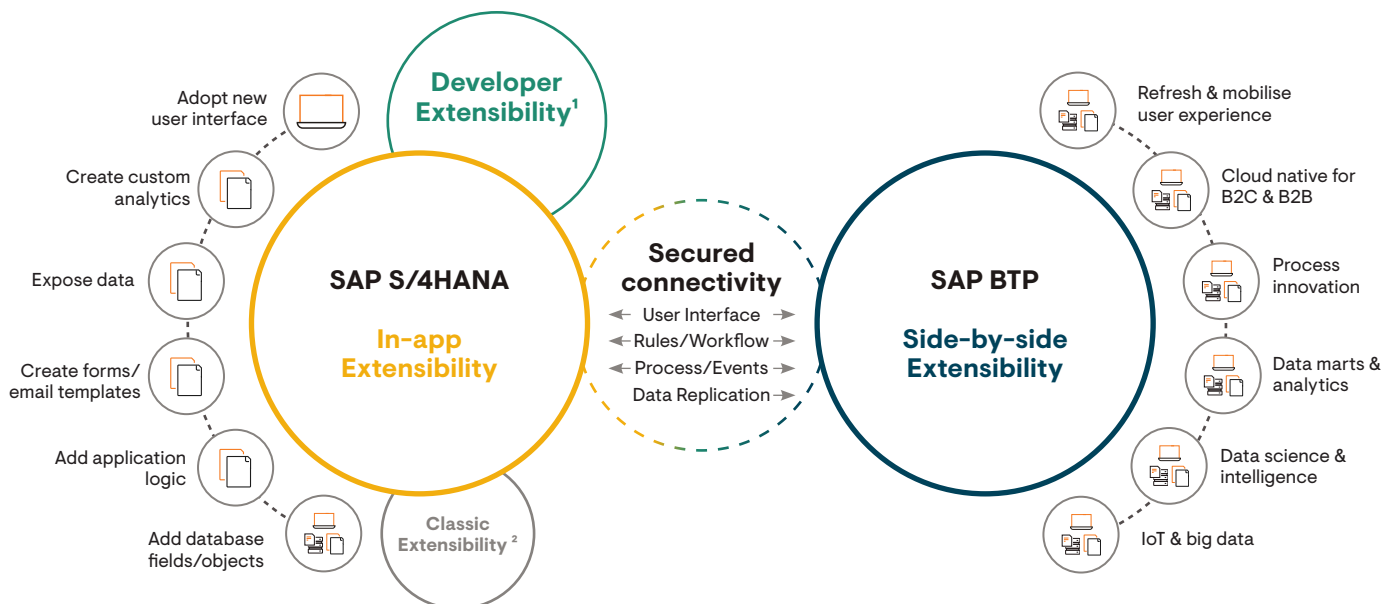 Developer
Extensibility¹
Adopt new
user interface
Create custom
analytics
Expose data
Create forms/
email templates
Add application
logic
Add database
fields/objects
SAP S/4HANA
In-app
Extensibility
Classic
Extensibility ²
Secured
connectivity
User Interface
Rules/Workflow
Process/Events
Data Replication
SAP BTP
Side-by-side
Extensibility
Refresh & mobilise
user experience
Cloud native for
B2C & B2B
Process
innovation
Data marts &
analytics
Data science &
intelligence
IoT & big data